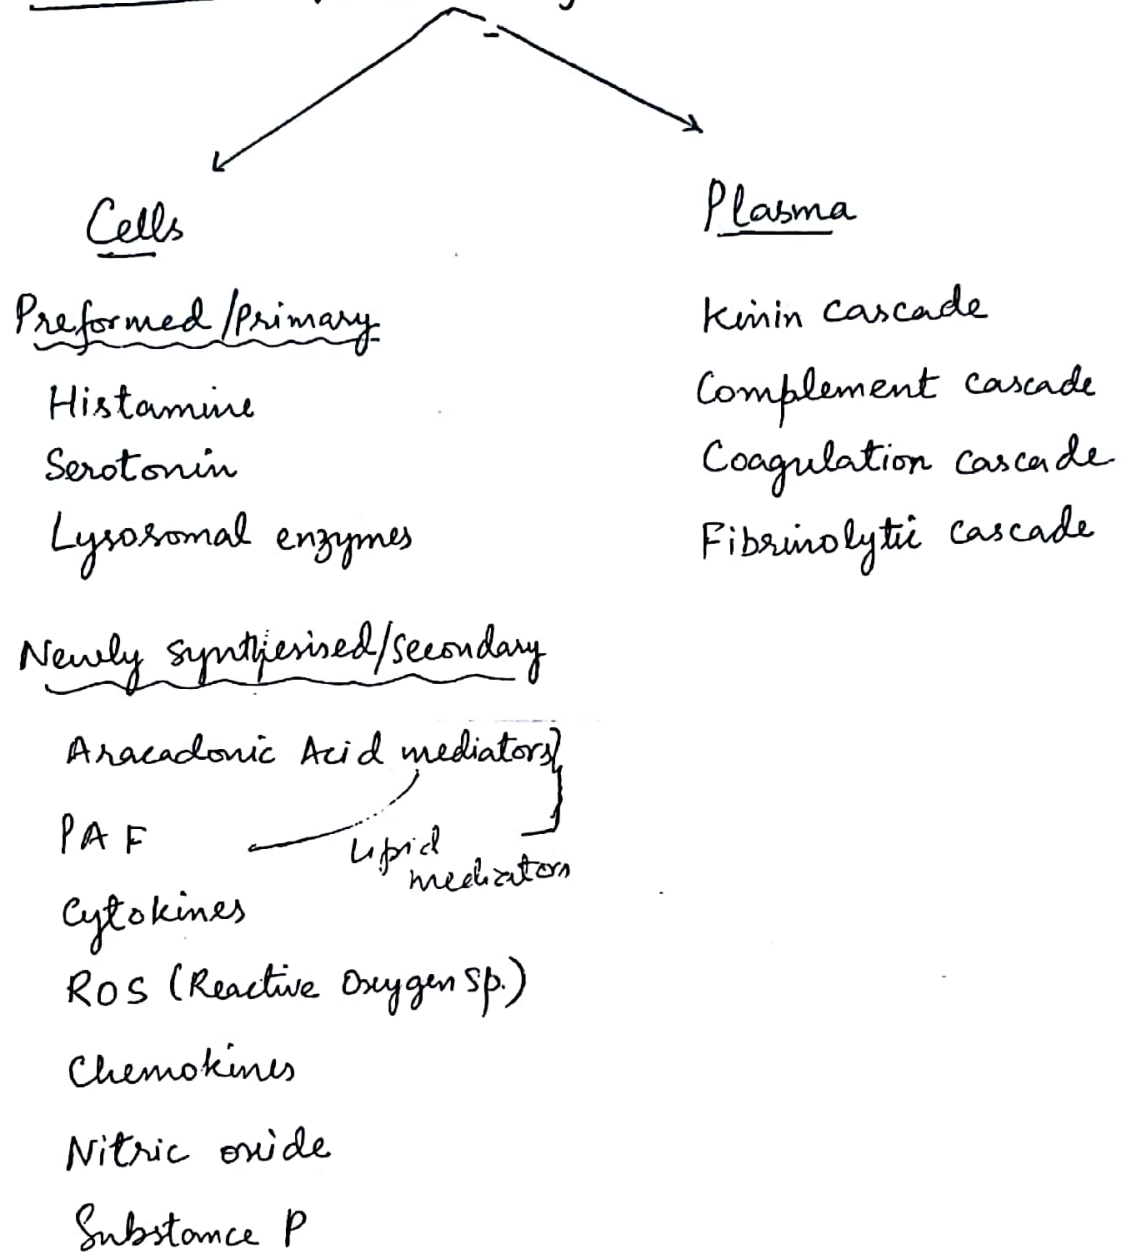 Cells
Plasma
Preformed/Primary
Kinin cascade
Histamine
Complement cascade
Serotonin
Coagulation cascade
Lysosomal enzymes
Fibrinolytic cascade
Newly synthesised/Secondary
Aracadonic Acid mediators
PAF
Lipid
mediators
Cytokines
ROS (Reactive Oxygen sp.)
Chemokines
Nitric oxide
Substance P